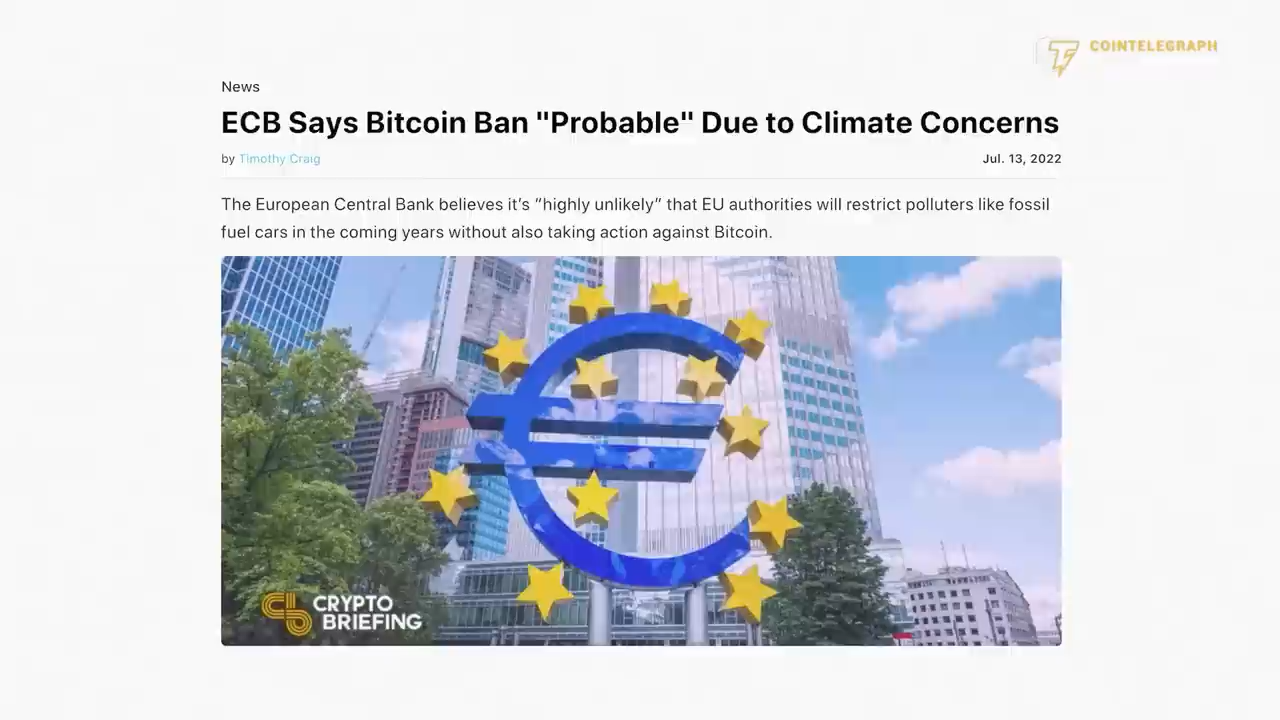 COINTELEGRAPH
News
ECB Says Bitcoin Ban "Probable" Due to Climate Concerns
by Timothy Craig Jul. 13, 2022
The European Central Bank believes it's “highly unlikely” that EU authorities will restrict polluters like fossil
fuel cars in the coming years without also taking action against Bitcoin.
CRYPTO
BRIEFING